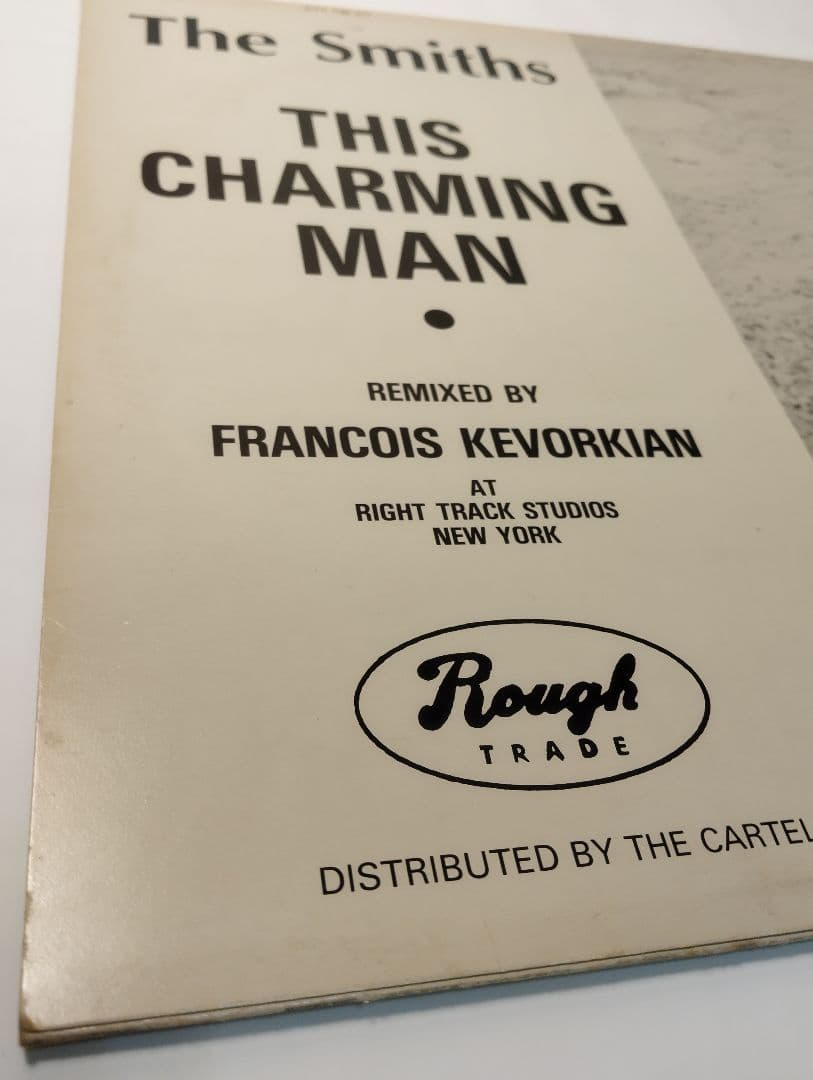 The Smiths
THIS
CHARMING
MAN
•
REMIXED BY
FRANCOIS KEVORKIAN
AT
RIGHT TRACK STUDIOS
NEW YORK
Rough
TRADE
DISTRIBUTED BY THE CARTEL